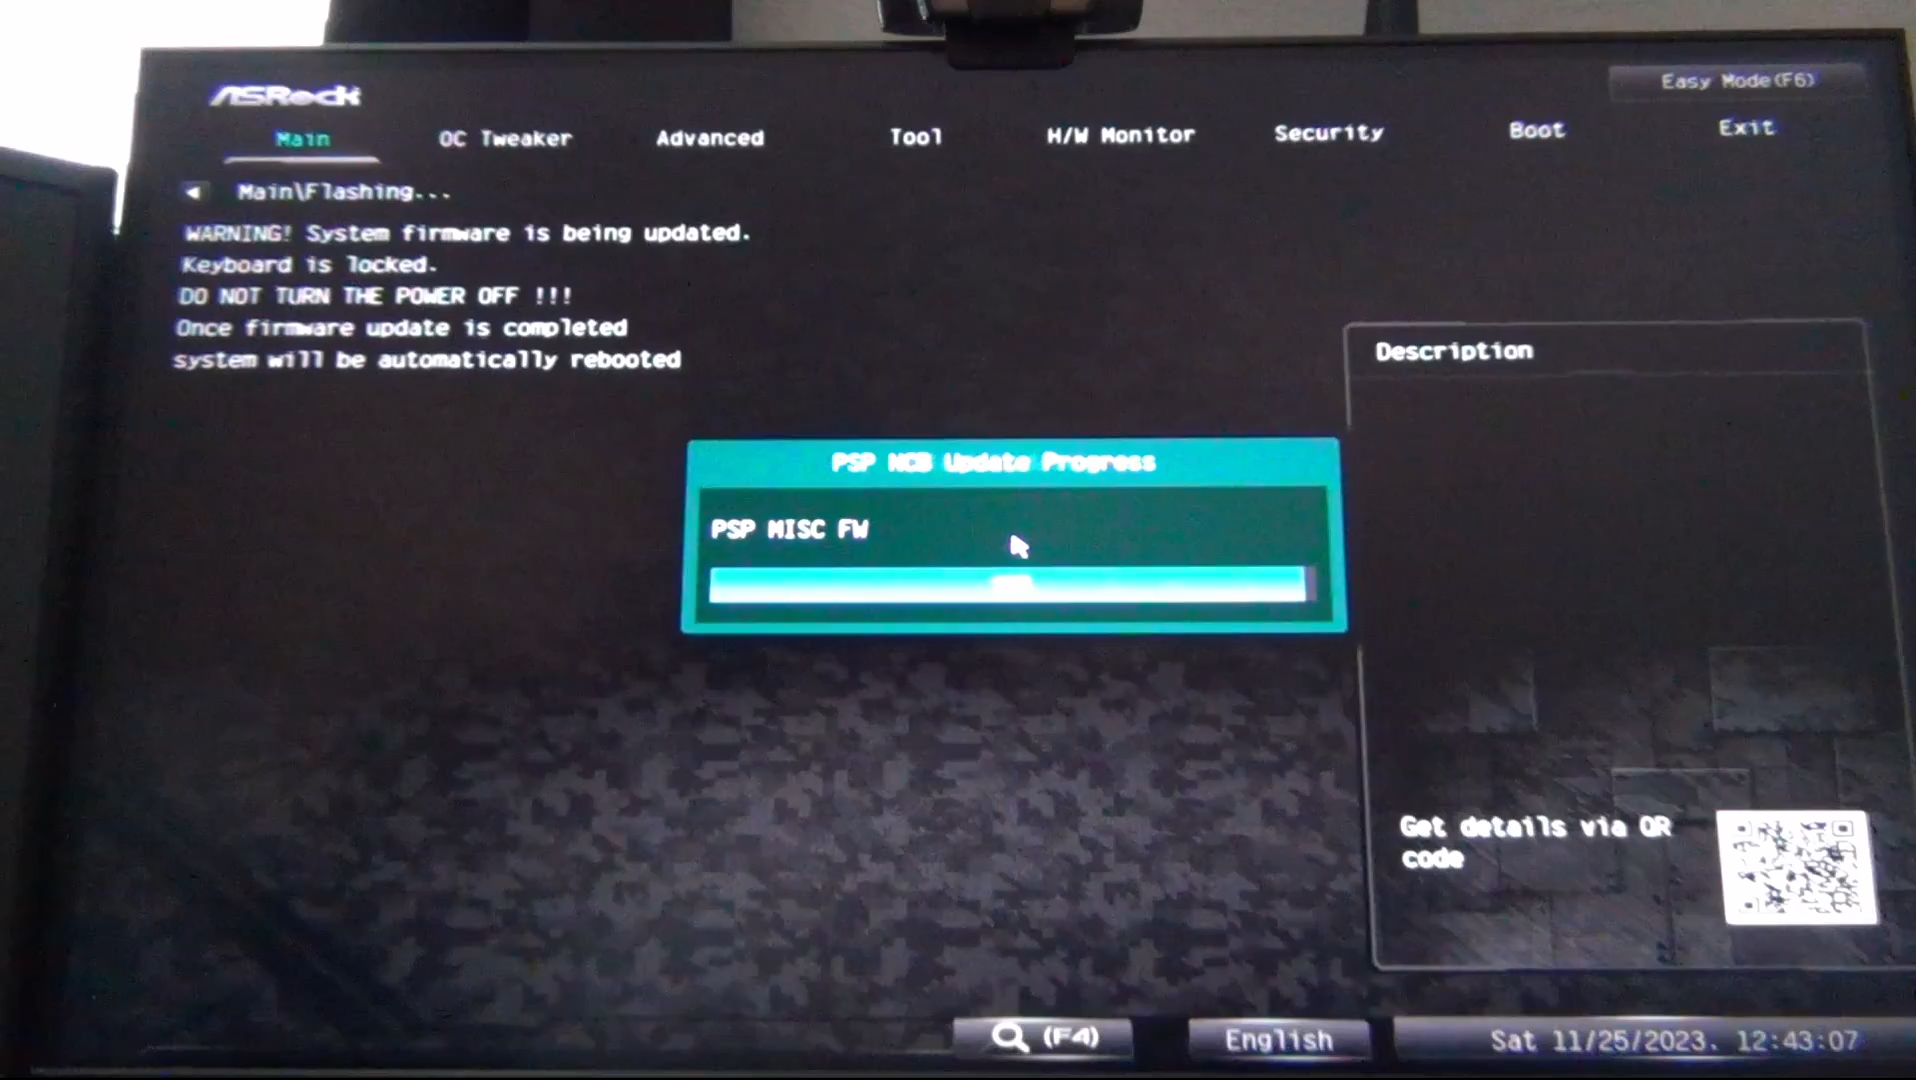 ASRock
Easy Mode(F6)
Main OC Tweaker Advanced Tool H/W Monitor Security Boot Exit
Main\Flashing...
WARNING! System firmware is being updated.
Keyboard is locked.
DO NOT TURN THE POWER OFF !!!
Once firmware update is completed
system will be automatically rebooted
Description
PSP NCB Update Progress
PSP MISC FW
Get details via QR
code
(F4) English Sat 11/25/2023. 12:43:07